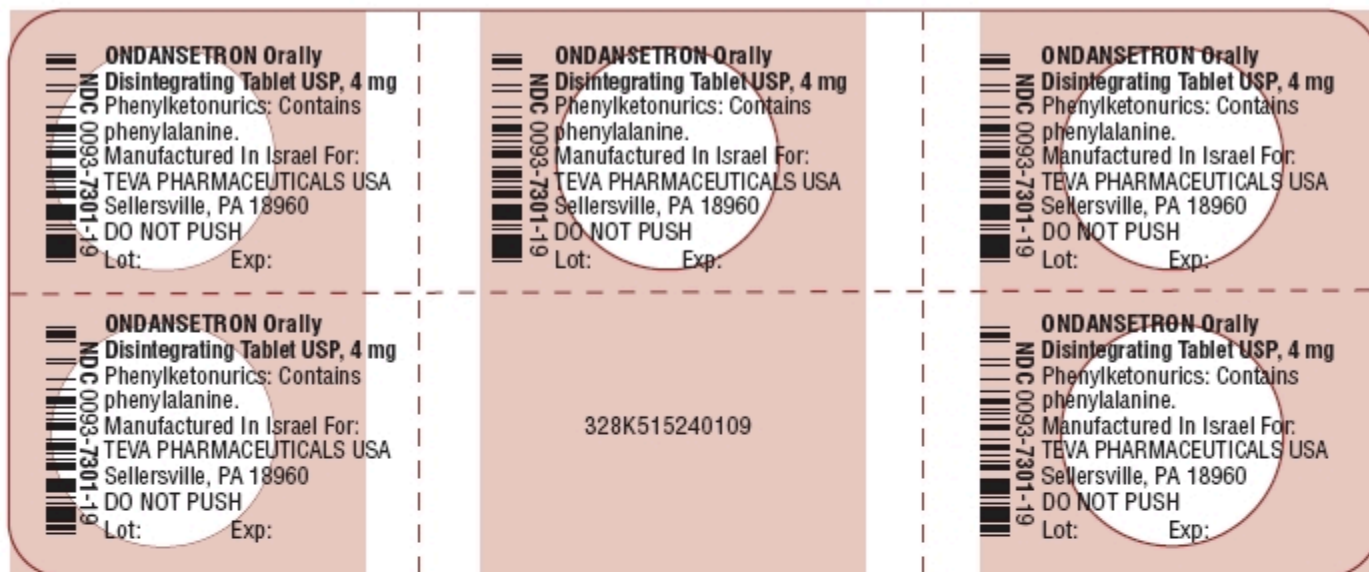 ONDANSETRON Orally
Disintegrating Tablet USP, 4 mg
Phenylketonurics: Contains
phenylalanine.
Manufactured In Israel For:
TEVA PHARMACEUTICALS USA
Sellersville, PA 18960
DO NOT PUSH
Lot: Exp:
NDC 0093-7301-19
ONDANSETRON Orally
Disintegrating Tablet USP, 4 mg
Phenylketonurics: Contains
phenylalanine.
Manufactured In Israel For:
TEVA PHARMACEUTICALS USA
Sellersville, PA 18960
DO NOT PUSH
Lot: Exp:
NDC 0093-7301-19
ONDANSETRON Orally
Disintegrating Tablet USP, 4 mg
Phenylketonurics: Contains
phenylalanine.
Manufactured In Israel For:
TEVA PHARMACEUTICALS USA
Sellersville, PA 18960
DO NOT PUSH
Lot: Exp:
NDC 0093-7301-19
ONDANSETRON Orally
Disintegrating Tablet USP, 4 mg
Phenylketonurics: Contains
phenylalanine.
Manufactured In Israel For:
TEVA PHARMACEUTICALS USA
Sellersville, PA 18960
DO NOT PUSH
Lot: Exp:
NDC 0093-7301-19
328K515240109
ONDANSETRON Orally
Disintegrating Tablet USP, 4 mg
Phenylketonurics: Contains
phenylalanine.
Manufactured In Israel For:
TEVA PHARMACEUTICALS USA
Sellersville, PA 18960
DO NOT PUSH
Lot: Exp:
NDC 0093-7301-19